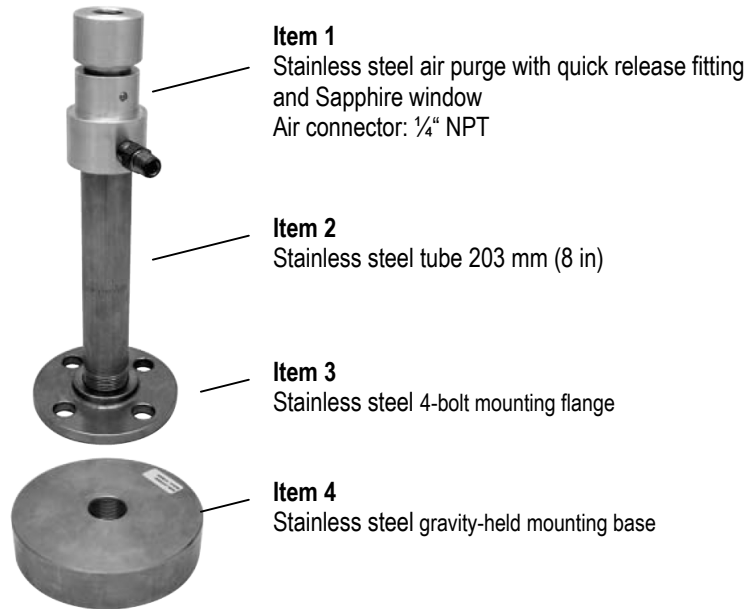 Item 1
Stainless steel air purge with quick release fitting
and Sapphire window
Air connector: ¼“ NPT
Item 2
Stainless steel tube 203 mm (8 in)
Item 3
Stainless steel 4-bolt mounting flange
Item 4
Stainless steel gravity-held mounting base